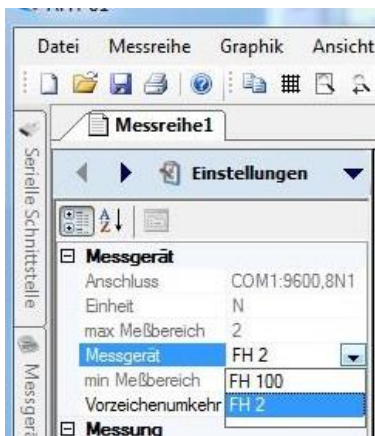 Datei Messreihe Graphik Ansicht
Messreihe1
Einstellungen
Serielle Schnittstelle
Messgerät
Anschluss COM1:9600,8N1
Einheit N
max Meßbereich 2
Messgerät FH 2
min Meßbereich FH 100
Vorzeichenumkehr FH 2
Messung